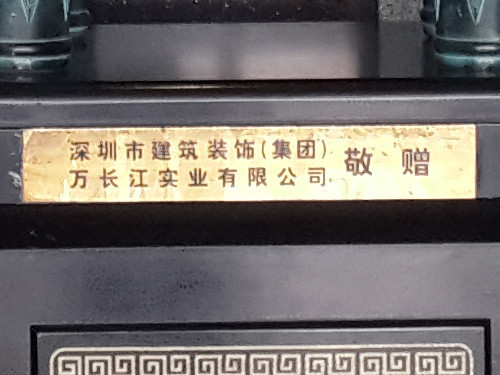 深圳市建筑装饰(集团)
万长江实业有限公司
敬赠